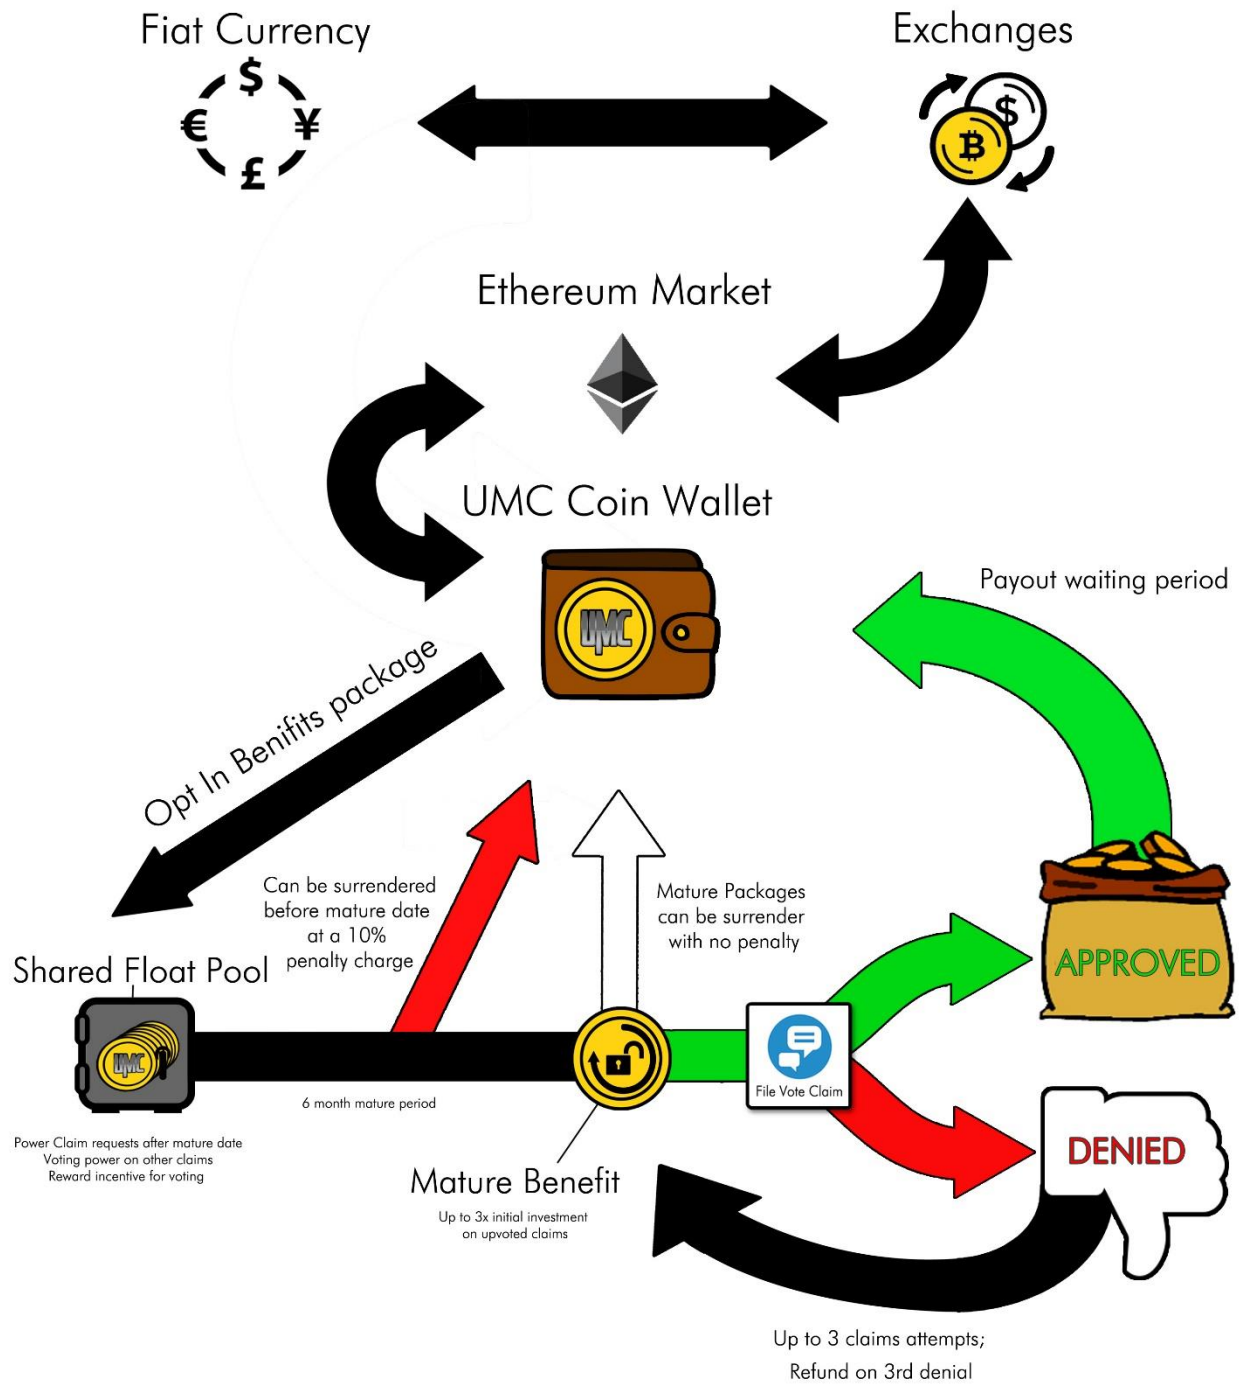 Fiat Currency
Exchanges
$
€
¥
£
$
B
Ethereum Market
UMC Coin Wallet
UMC
Payout waiting period
Opt In Benifits package
Can be surrendered
before mature date
at a 10%
penalty charge
Mature Packages
can be surrender
with no penalty
Shared Float Pool
UMC
APPROVED
File Vote Claim
6 month mature period
Power Claim requests after mature date
Voting power on other claims
Reward incentive for voting
DENIED
Mature Benefit
Up to 3x initial investment
on upvoted claims
Up to 3 claims attempts;
Refund on 3rd denial